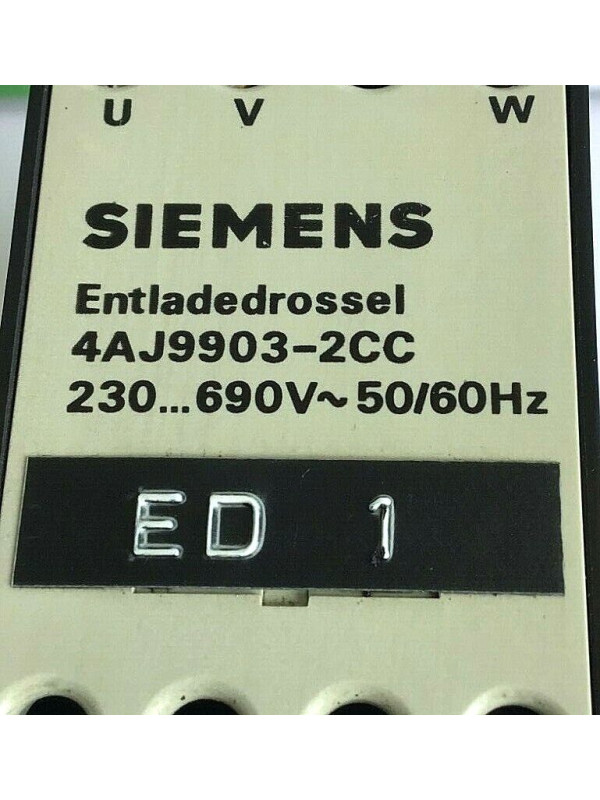 U V W
SIEMENS
Entladedrossel
4AJ9903-2CC
230...690V~ 50/60Hz
ED 1